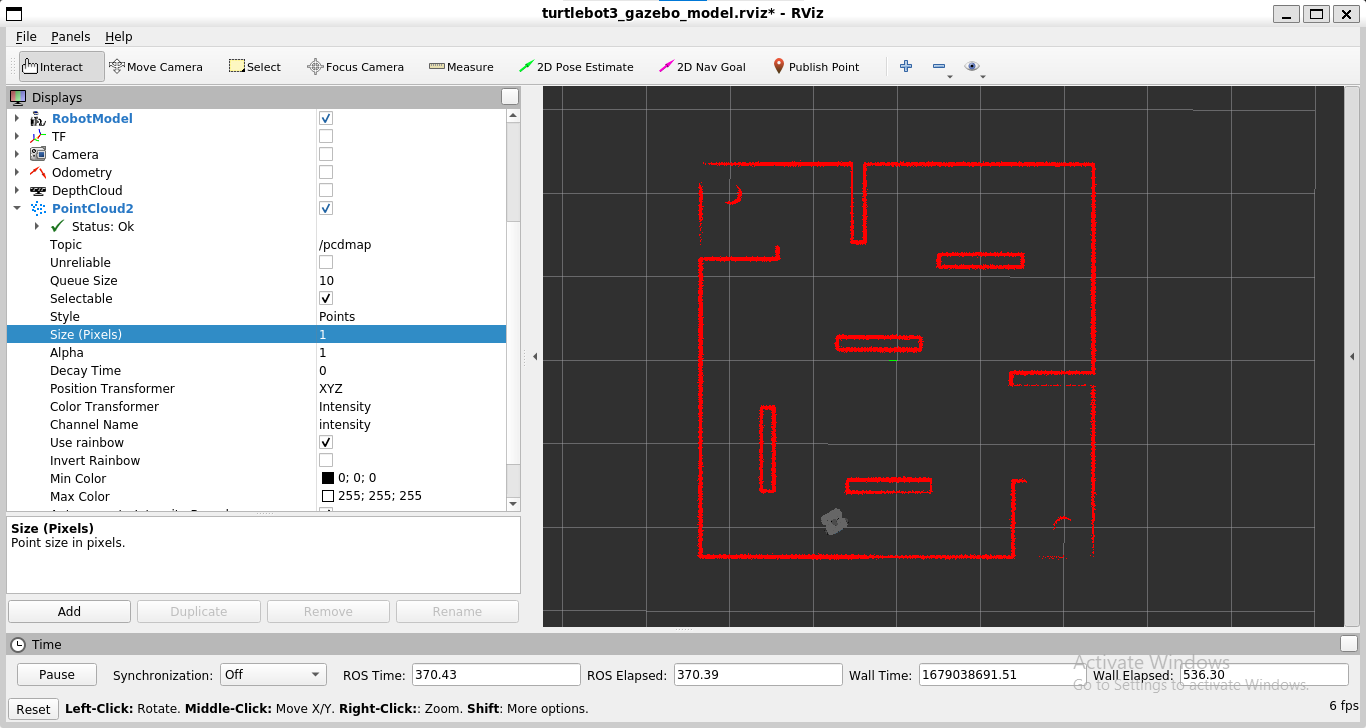 turtlebot3_gazebo_model.rviz* - RViz
File Panels Help
Interact Move Camera Select Focus Camera Measure 2D Pose Estimate 2D Nav Goal Publish Point
Displays
RobotModel
TF
Camera
Odometry
DepthCloud
PointCloud2
Status: Ok
Topic /pcdmap
Unreliable
Queue Size 10
Selectable
Style Points
Size (Pixels) 1
Alpha 1
Decay Time 0
Position Transformer XYZ
Color Transformer Intensity
Channel Name intensity
Use rainbow
Invert Rainbow
Min Color 0; 0; 0
Max Color 255; 255; 255
Size (Pixels)
Point size in pixels.
Add Duplicate Remove Rename
Time
Pause Synchronization: Off ROS Time: 370.43 ROS Elapsed: 370.39 Wall Time: 1679038691.51 Wall Elapsed: 536.30
Activate Windows
Go to Settings to activate Windows.
Reset Left-Click: Rotate. Middle-Click: Move X/Y. Right-Click:: Zoom. Shift: More options. 6 fps